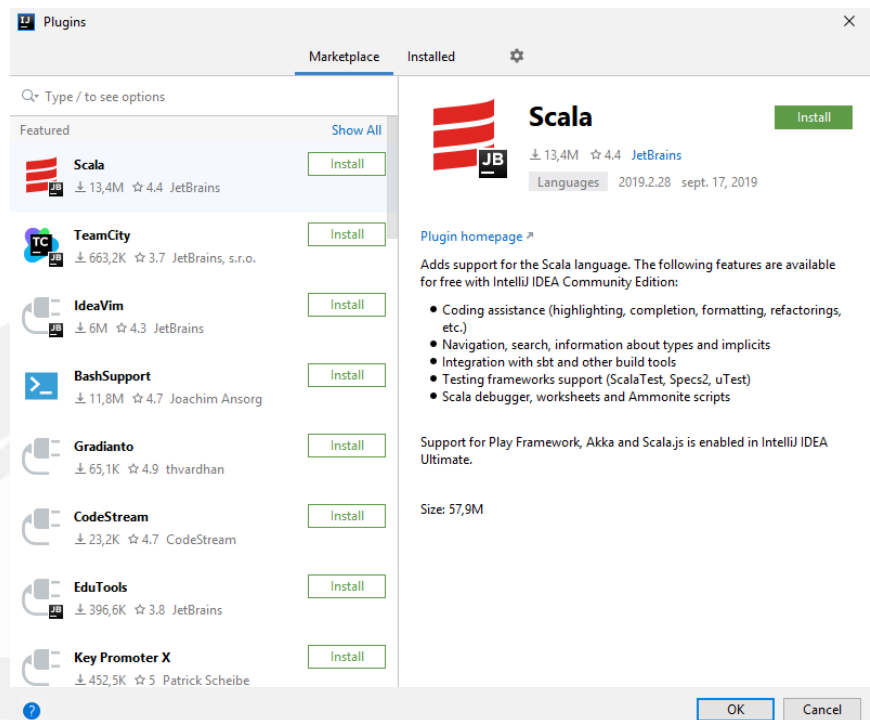 Plugins
Marketplace Installed
Type / to see options
Featured Show All
Scala Install
13,4M 4.4 JetBrains
TeamCity Install
663,2K 3.7 JetBrains, s.r.o.
IdeaVim Install
6M 4.3 JetBrains
BashSupport Install
11,8M 4.7 Joachim Ansorg
Gradianto Install
65,1K 4.9 thvardhan
CodeStream Install
23,2K 4.7 CodeStream
EduTools Install
396,6K 3.8 JetBrains
Key Promoter X Install
452,5K 5 Patrick Scheibe
Scala Install
13,4M 4.4 JetBrains
Languages 2019.2.28 sept. 17, 2019
Plugin homepage
Adds support for the Scala language. The following features are available
for free with IntelliJ IDEA Community Edition:
• Coding assistance (highlighting, completion, formatting, refactorings,
etc.)
• Navigation, search, information about types and implicits
• Integration with sbt and other build tools
• Testing frameworks support (ScalaTest, Specs2, uTest)
• Scala debugger, worksheets and Ammonite scripts
Support for Play Framework, Akka and Scala.js is enabled in IntelliJ IDEA
Ultimate.
Size: 57,9M
? OK Cancel
IJ
JB
TC
JB
JB
JB
JB